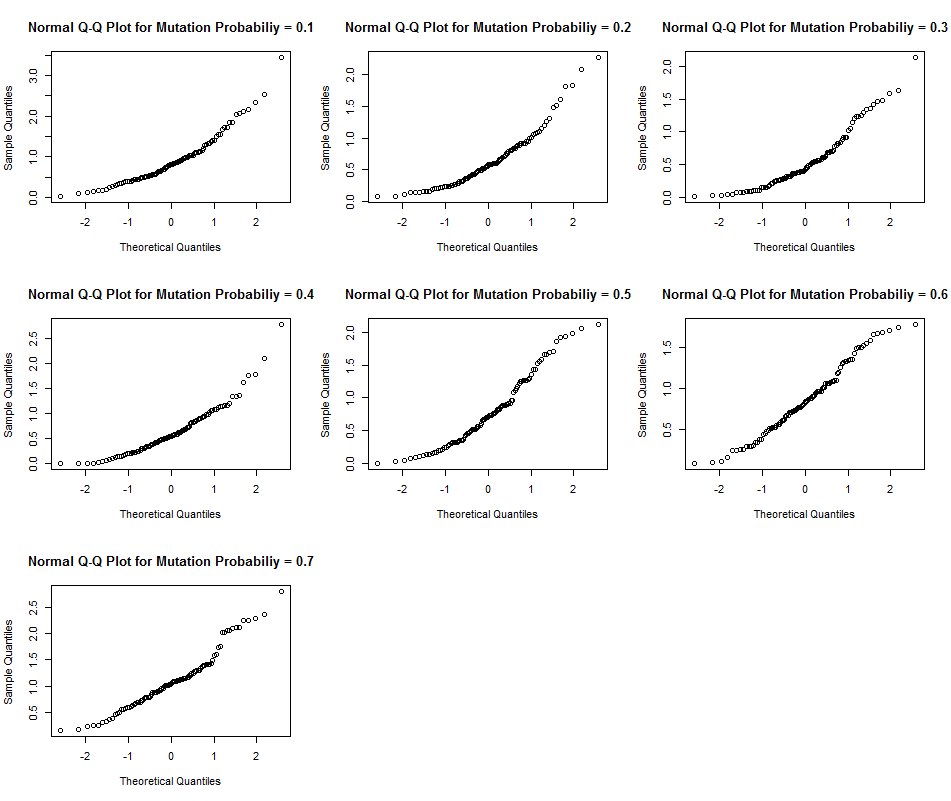 Normal Q-Q Plot for Mutation Probabiliy = 0.1
Sample Quantiles
0.0 1.0 2.0 3.0
-2 -1 0 1 2
Theoretical Quantiles
Normal Q-Q Plot for Mutation Probabiliy = 0.2
Sample Quantiles
0.0 0.5 1.0 1.5 2.0
-2 -1 0 1 2
Theoretical Quantiles
Normal Q-Q Plot for Mutation Probabiliy = 0.3
Sample Quantiles
0.0 0.5 1.0 1.5 2.0
-2 -1 0 1 2
Theoretical Quantiles
Normal Q-Q Plot for Mutation Probabiliy = 0.4
Sample Quantiles
0.0 0.5 1.0 1.5 2.0 2.5
-2 -1 0 1 2
Theoretical Quantiles
Normal Q-Q Plot for Mutation Probabiliy = 0.5
Sample Quantiles
0.0 0.5 1.0 1.5 2.0
-2 -1 0 1 2
Theoretical Quantiles
Normal Q-Q Plot for Mutation Probabiliy = 0.6
Sample Quantiles
0.5 1.0 1.5
-2 -1 0 1 2
Theoretical Quantiles
Normal Q-Q Plot for Mutation Probabiliy = 0.7
Sample Quantiles
0.5 1.0 1.5 2.0 2.5
-2 -1 0 1 2
Theoretical Quantiles